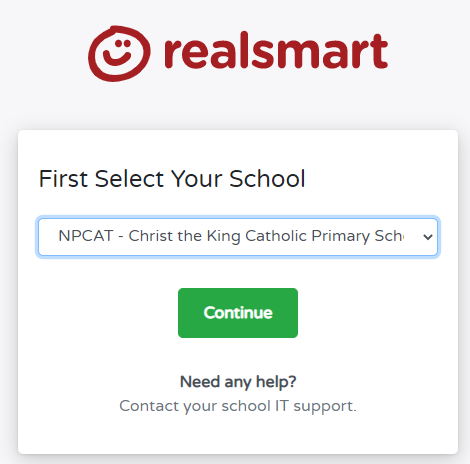 realsmart
First Select Your School
NPCAT - Christ the King Catholic Primary Sch
Continue
Need any help?
Contact your school IT support.